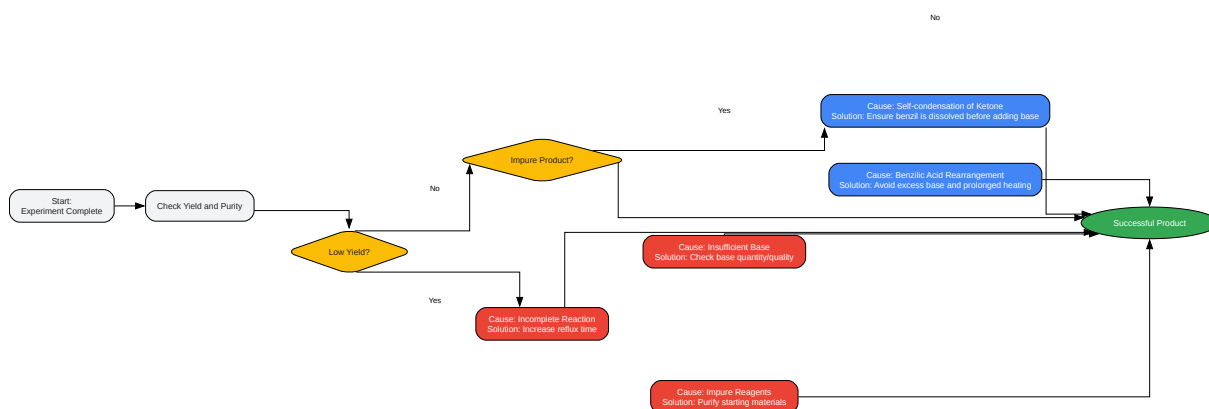 No
Yes
Cause: Self-condensation of Ketone
Solution: Ensure benzil is dissolved before adding base
Impure Product?
Cause: Benzilic Acid Rearrangement
Solution: Avoid excess base and prolonged heating
No
Start:
Experiment Complete
Check Yield and Purity
Successful Product
Low Yield?
Cause: Insufficient Base
Solution: Check base quantity/quality
Yes
Cause: Incomplete Reaction
Solution: Increase reflux time
Cause: Impure Reagents
Solution: Purify starting materials